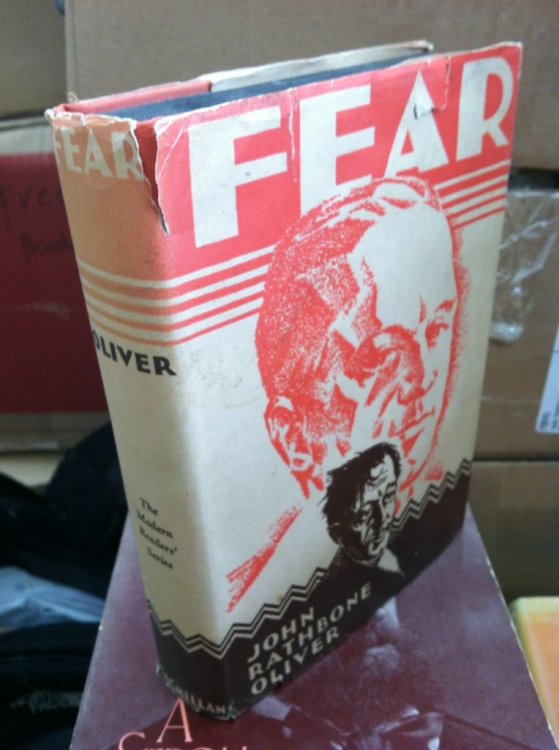 FEAR
OLIVER
The
Modern
Readers'
Series
FEAR
JOHN
RATHBONE
OLIVER
A